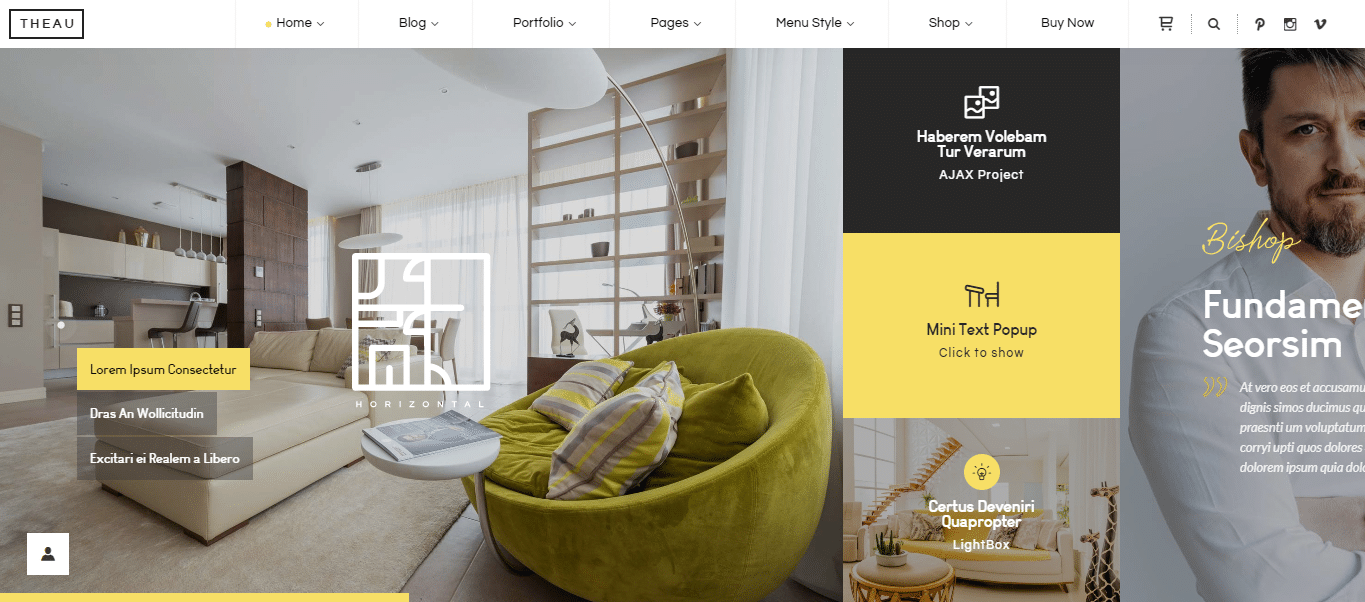 THEAU
Home
Blog
Portfolio
Pages
Menu Style
Shop
Buy Now
HORIZONTAL
Lorem Ipsum Consectetur
Dras An Wollicitudin
Excitari ei Realem a Libero
Haberem Volebam
Tur Verarum
AJAX Project
Mini Text Popup
Click to show
Certus Deveniri
Quapropter
LightBox
Bishop
Fundame
Seorsim
At vero eos et accusamu
dignis simos ducimus qu
praesnti um voluptatum
corryi upti quos dolores
dolorem ipsum quia dolo